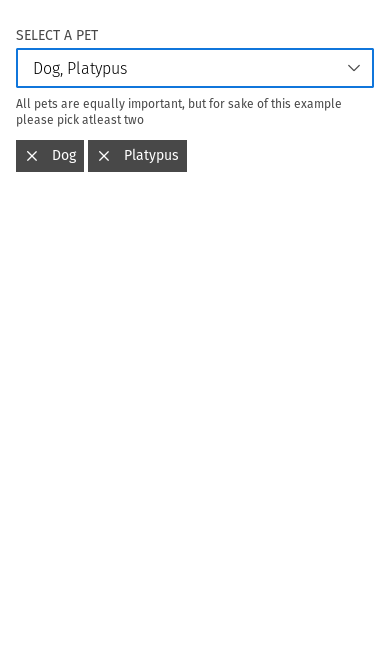 SELECT A PET
Dog, Platypus
All pets are equally important, but for sake of this example
please pick atleast two
Dog Platypus